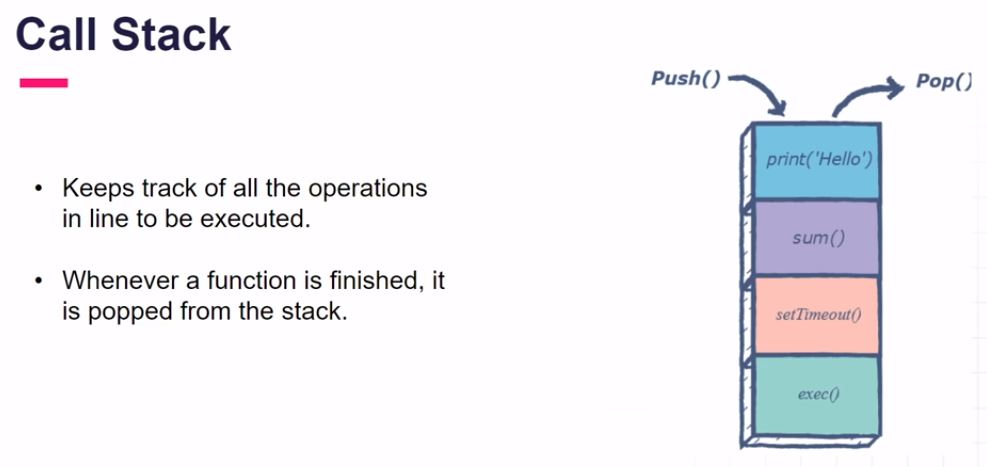 Call Stack
• Keeps track of all the operations
in line to be executed.
• Whenever a function is finished, it
is popped from the stack.
Push()
Pop()
print('Hello')
sum()
setTimeout()
exec()